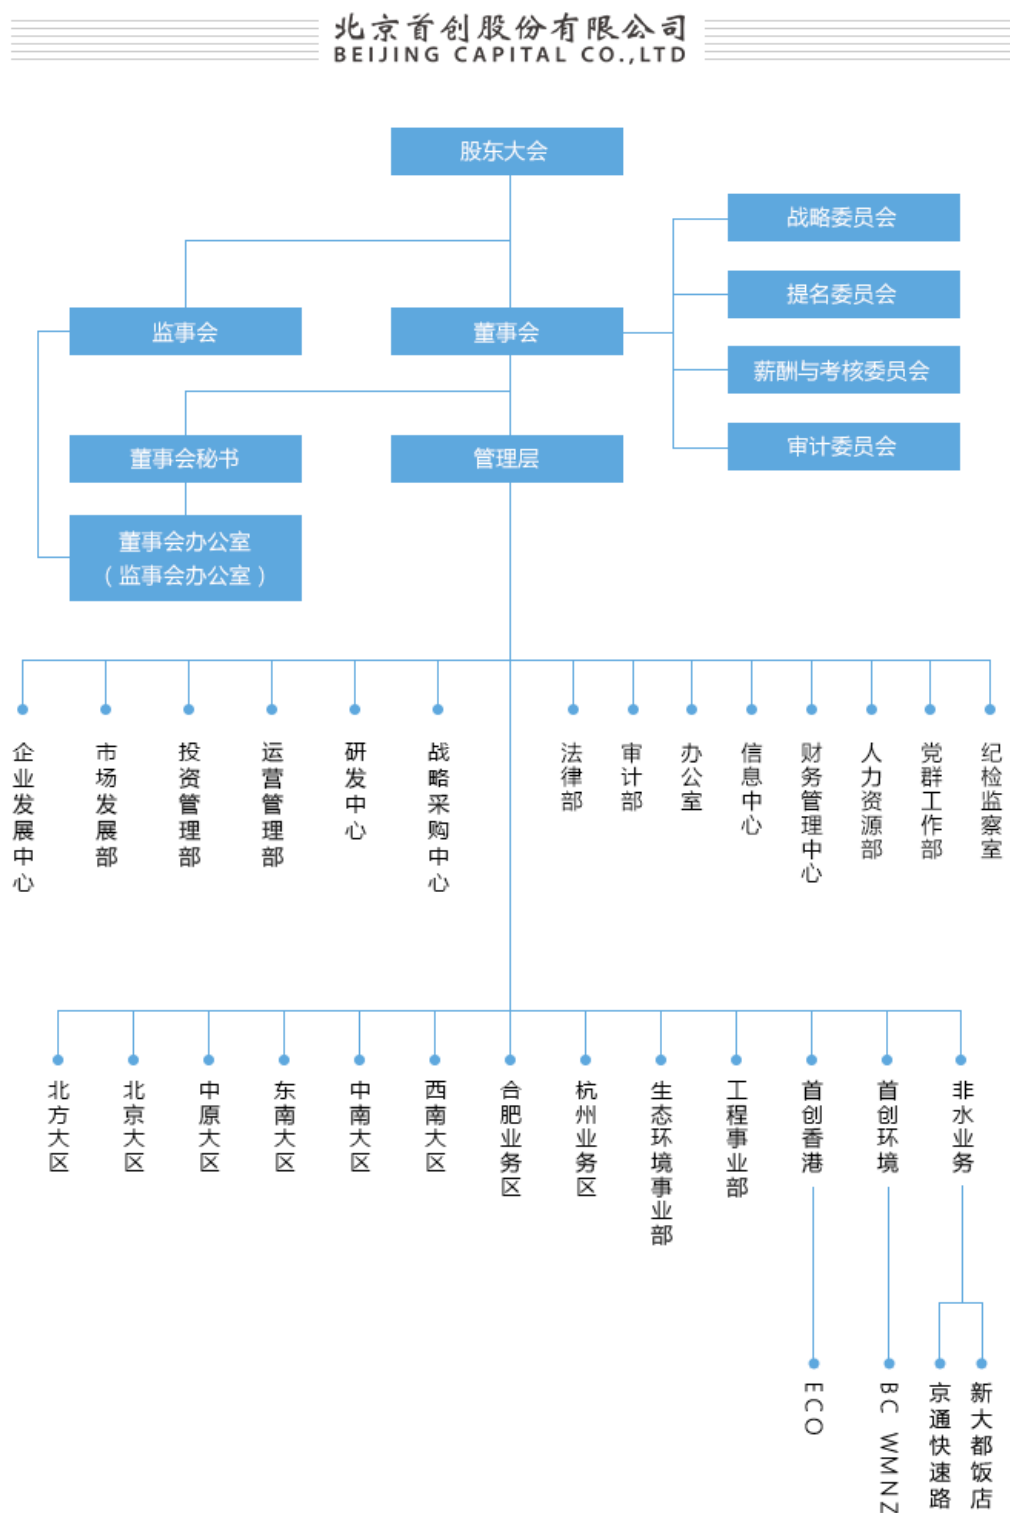 北京首创股份有限公司
BEIJING CAPITAL CO.,LTD
股东大会
战略委员会
提名委员会
监事会
董事会
薪酬与考核委员会
审计委员会
董事会秘书
管理层
董事会办公室
（监事会办公室）
企业发展中心
市场发展部
投资管理部
运营管理部
研发中心
战略采购中心
法律部
审计部
办公室
信息中心
财务管理中心
人力资源部
党群工作部
纪检监察室
北方大区
北京大区
中原大区
东南大区
中南大区
西南大区
合肥业务区
杭州业务区
生态环境事业部
工程事业部
首创香港
首创环境
非水业务
ECO
BC WMNZ
京通快速路
新大都饭店